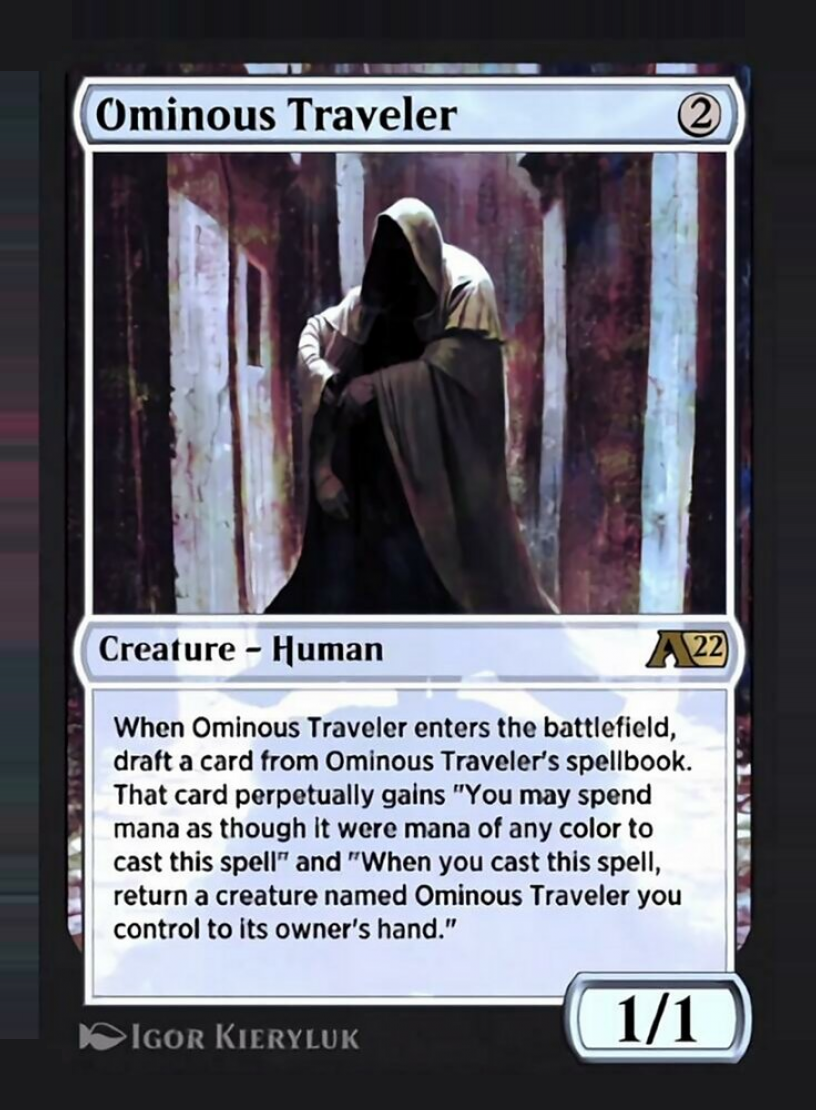 Ominous Traveler 2
Creature – Human A22
When Ominous Traveler enters the battlefield,
draft a card from Ominous Traveler's spellbook.
That card perpetually gains "You may spend
mana as though it were mana of any color to
cast this spell" and "When you cast this spell,
return a creature named Ominous Traveler you
control to its owner's hand."
1/1
Igor Kieryluk